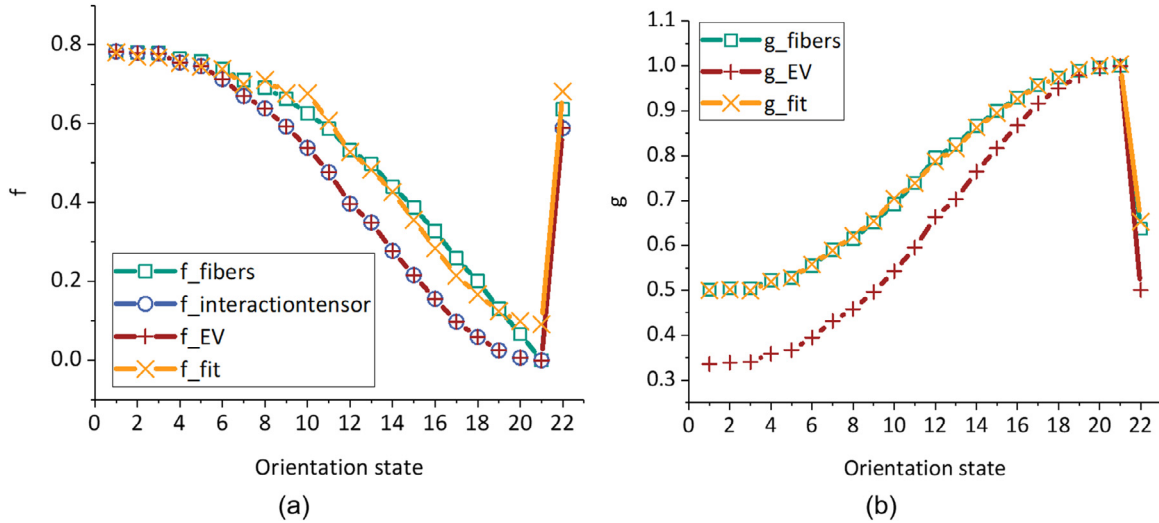 0.8
0.6
0.4
0.2
0.0
f
f_fibers
f_interactiontensor
f_EV
f_fit
0 2 4 6 8 10 12 14 16 18 20 22
Orientation state
(a)
1.1
1.0
0.9
0.8
0.7
0.6
0.5
0.4
0.3
g
g_fibers
g_EV
g_fit
0 2 4 6 8 10 12 14 16 18 20 22
Orientation state
(b)